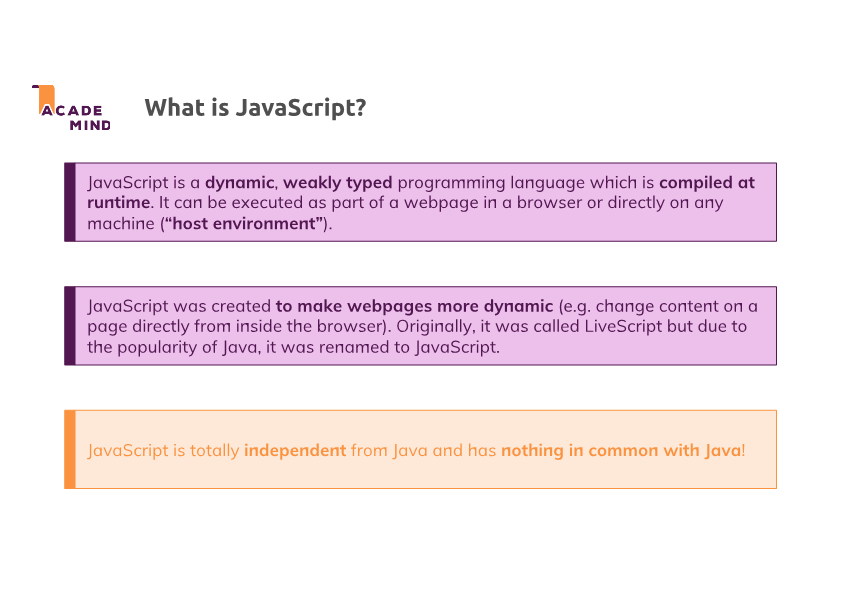 ACADE
MIND
What is JavaScript?
JavaScript is a dynamic, weakly typed programming language which is compiled at
runtime. It can be executed as part of a webpage in a browser or directly on any
machine (“host environment”).
JavaScript was created to make webpages more dynamic (e.g. change content on a
page directly from inside the browser). Originally, it was called LiveScript but due to
the popularity of Java, it was renamed to JavaScript.
JavaScript is totally independent from Java and has nothing in common with Java!